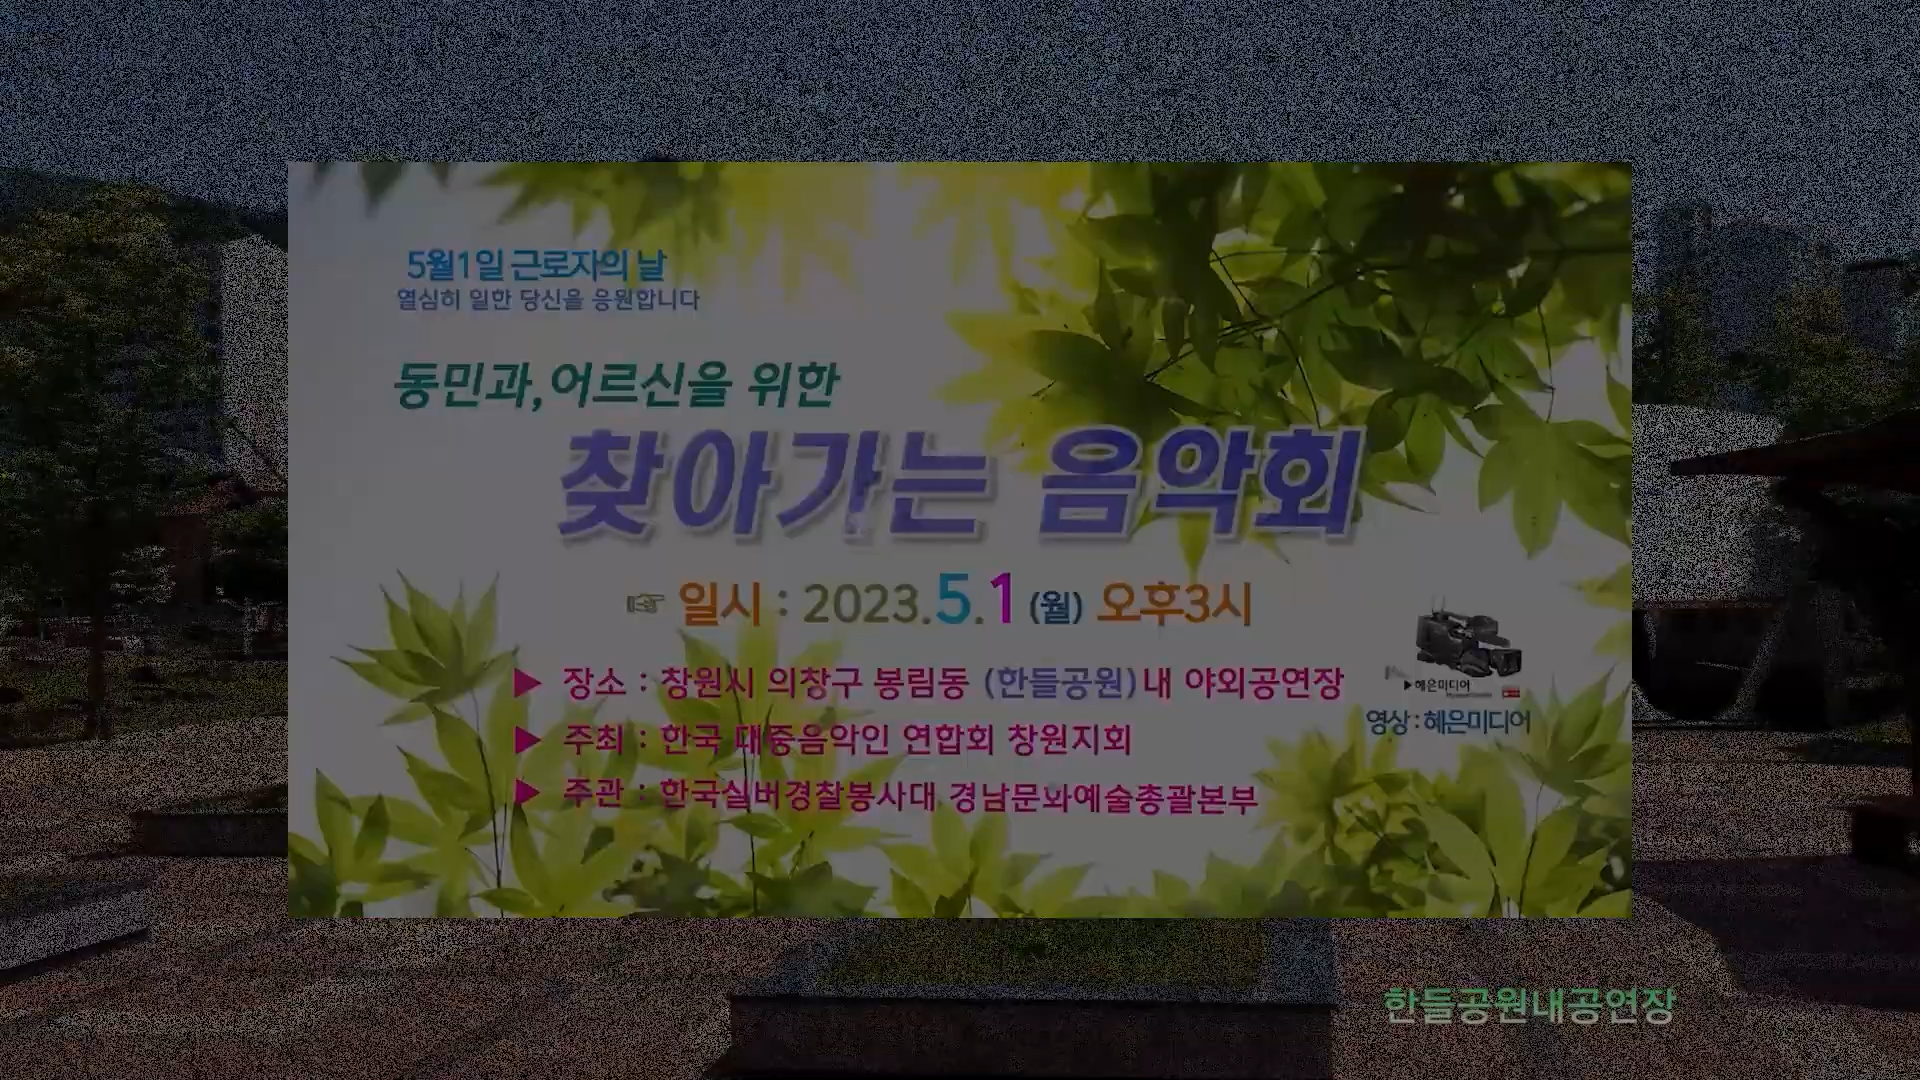 5월1일 근로자의 날
열심히 일한 당신을 응원합니다
동민과,어르신을 위한
찾아가는 음악회
☞ 일시 : 2023.5.1 (월) 오후3시
▶ 장소 : 창원시 의창구 봉림동 (한들공원)내 야외공연장
▶ 주최 : 한국 대중음악인 연합회 창원지회
▶ 주관 : 한국실버경찰봉사대 경남문화예술총괄본부
▶혜은미디어
영상 : 혜은미디어
한들공원내공연장